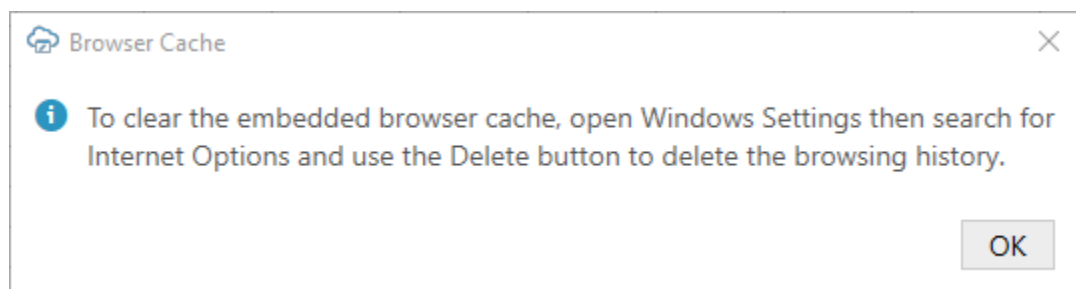 Browser Cache
To clear the embedded browser cache, open Windows Settings then search for
Internet Options and use the Delete button to delete the browsing history.
OK